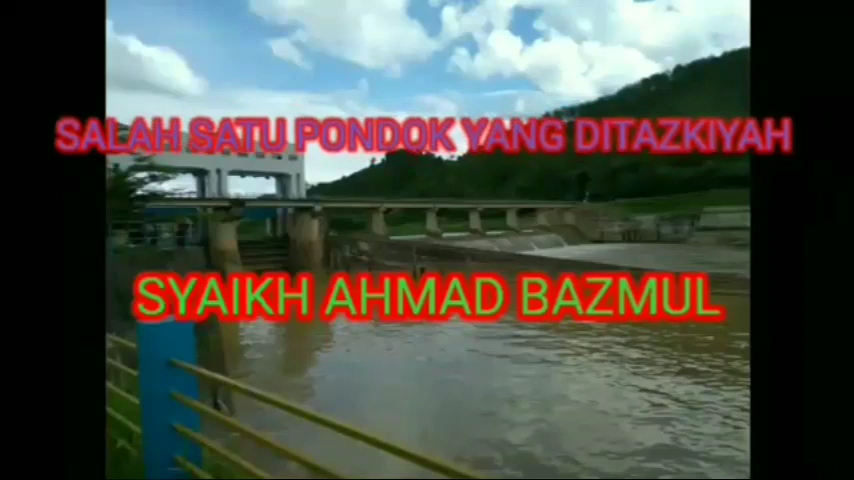 SALAH SATU PONDOK YANG DITAZKIYAH
SYAIKH AHMAD BAZMUL